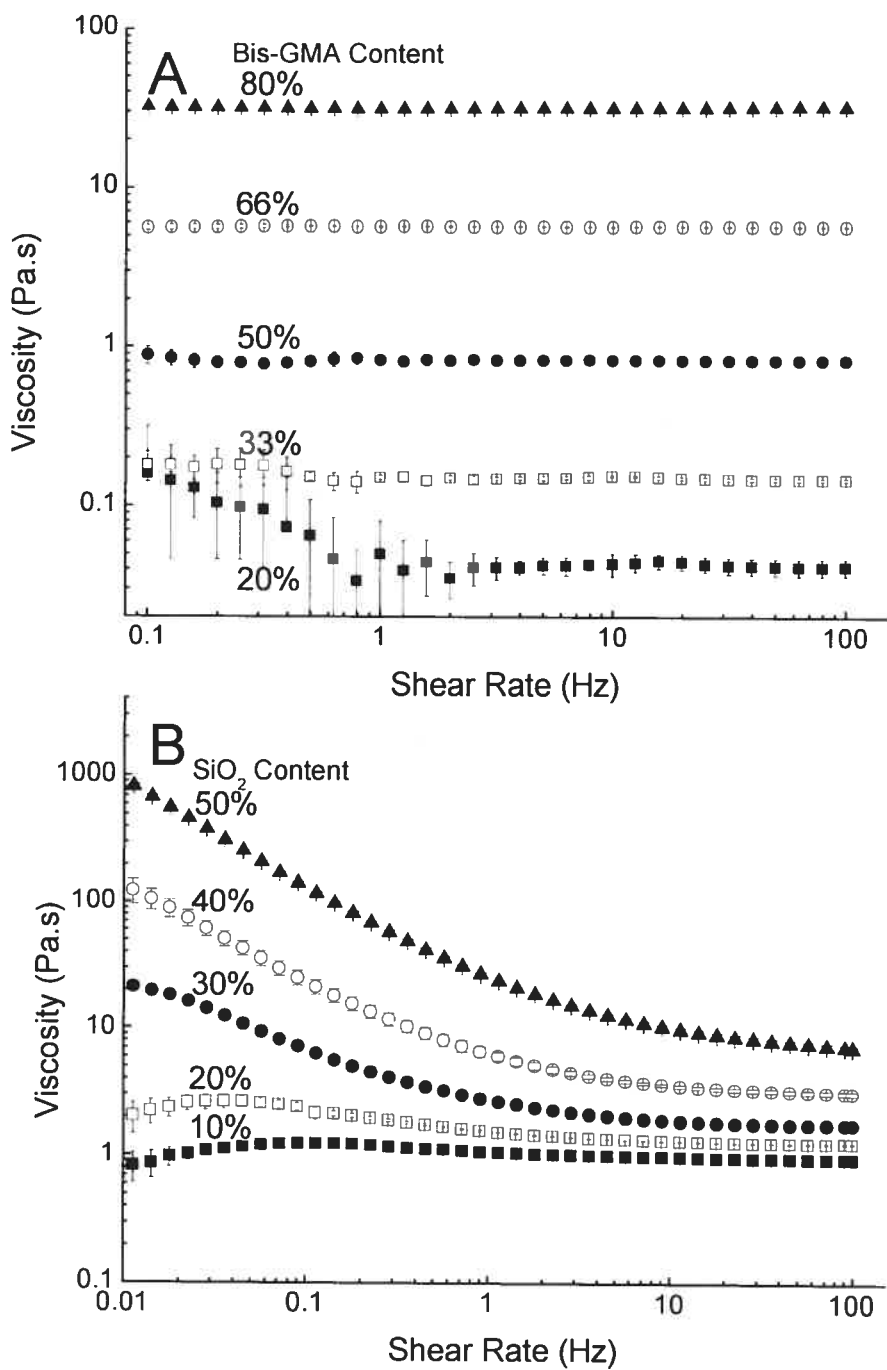 A
Bis-GMA Content
80%
66%
50%
33%
20%
100
10
1
0.1
Viscosity (Pa.s)
0.1 1 10 100
Shear Rate (Hz)
B
SiO₂ Content
50%
40%
30%
20%
10%
1000
100
10
1
0.1
Viscosity (Pa.s)
0.01 0.1 1 10 100
Shear Rate (Hz)